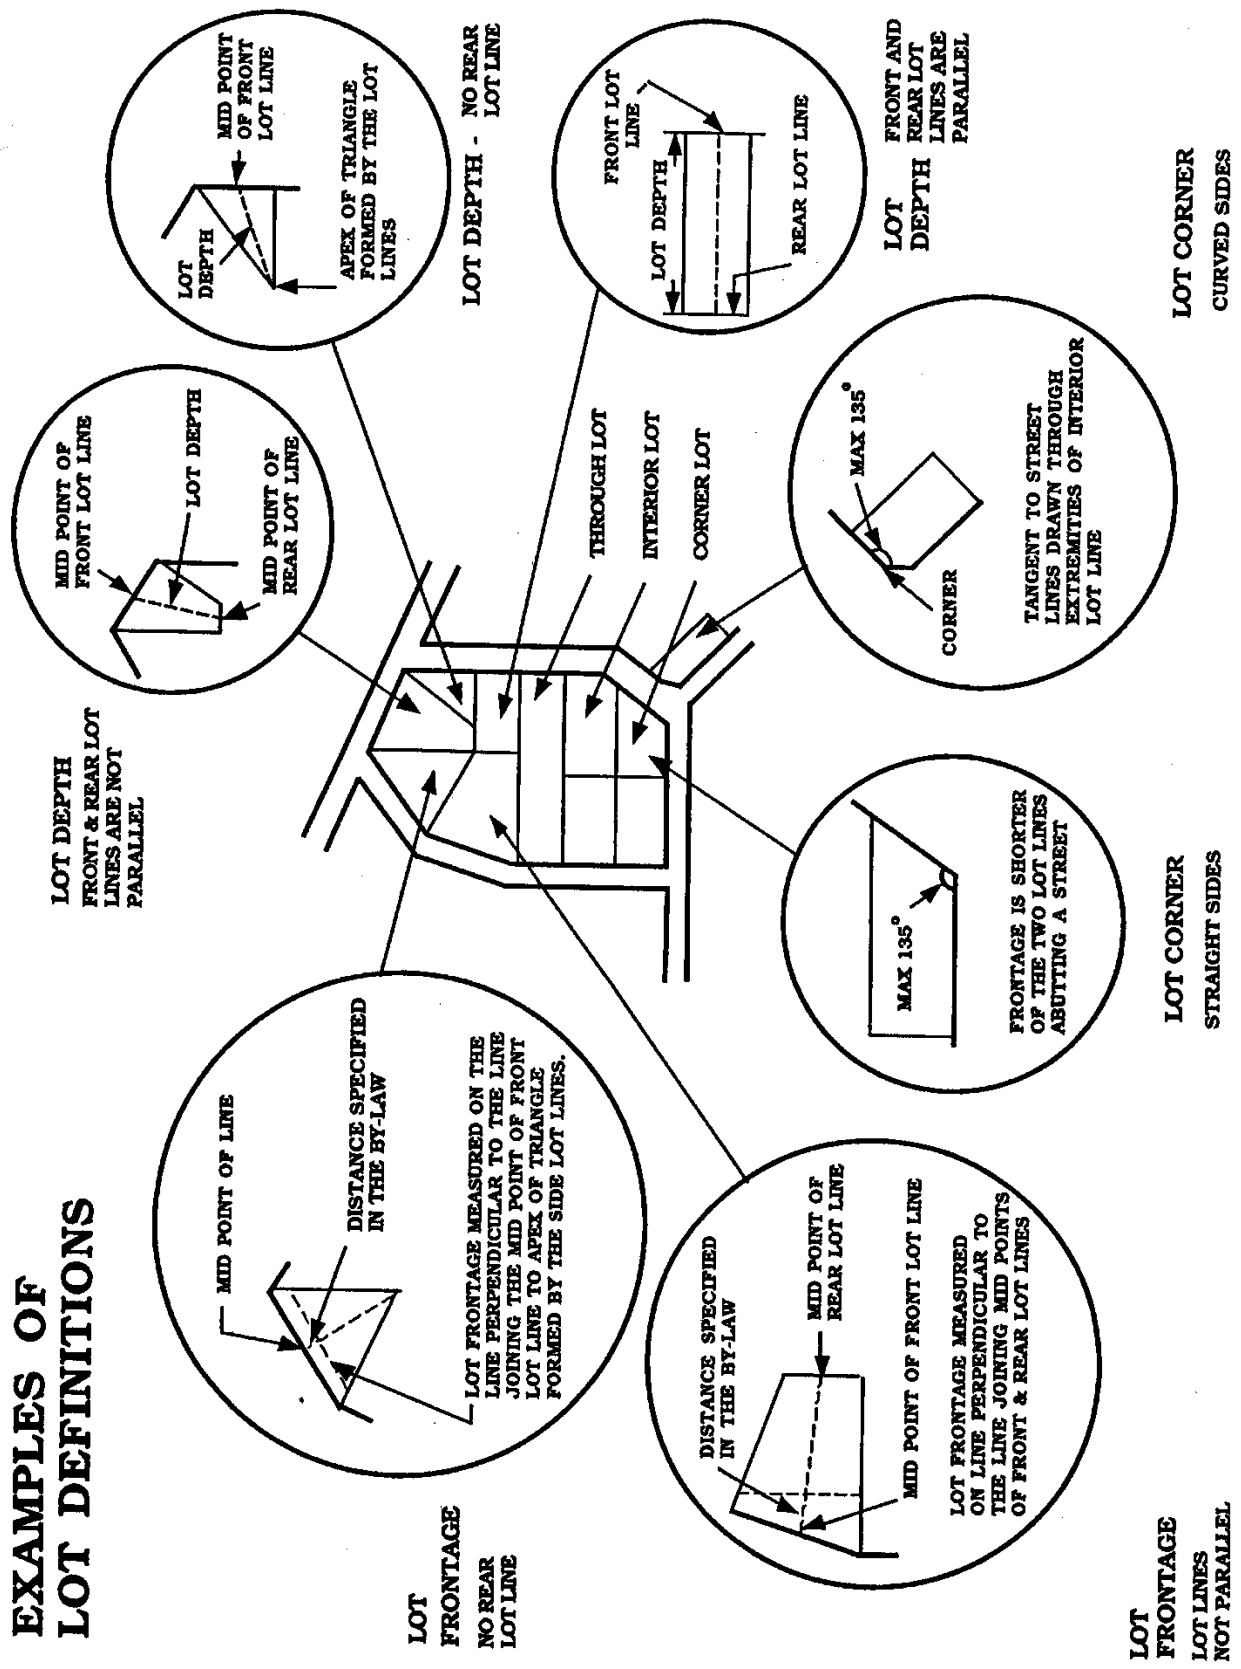 EXAMPLES OF
LOT DEFINITIONS
LOT DEPTH
FRONT & REAR LOT
LINES ARE NOT
PARALLEL
MID POINT OF
FRONT LOT LINE
LOT DEPTH
MID POINT OF
REAR LOT LINE
MID POINT
OF FRONT
LOT LINE
LOT
DEPTH
APEX OF TRIANGLE
FORMED BY THE LOT
LINES
LOT DEPTH - NO REAR
LOT LINE
LOT
FRONTAGE
NO REAR
LOT LINE
MID POINT OF LINE
DISTANCE SPECIFIED
IN THE BY-LAW
LOT FRONTAGE MEASURED ON THE
LINE PERPENDICULAR TO THE LINE
JOINING THE MID POINT OF FRONT
LOT LINE TO APEX OF TRIANGLE
FORMED BY THE SIDE LOT LINES.
THROUGH LOT
INTERIOR LOT
CORNER LOT
FRONT LOT
LINE
LOT DEPTH
REAR LOT LINE
LOT
DEPTH
FRONT AND
REAR LOT
LINES ARE
PARALLEL
DISTANCE SPECIFIED
IN THE BY-LAW
MID POINT OF
REAR LOT LINE
MID POINT OF FRONT LOT LINE
LOT FRONTAGE MEASURED
ON LINE PERPENDICULAR TO
THE LINE JOINING MID POINTS
OF FRONT & REAR LOT LINES
LOT
FRONTAGE
LOT LINES
NOT PARALLEL
MAX 135°
FRONTAGE IS SHORTER
OF THE TWO LOT LINES
ABUTTING A STREET
LOT CORNER
STRAIGHT SIDES
MAX 135°
CORNER
TANGENT TO STREET
LINES DRAWN THROUGH
EXTREMITIES OF INTERIOR
LOT LINE
LOT CORNER
CURVED SIDES